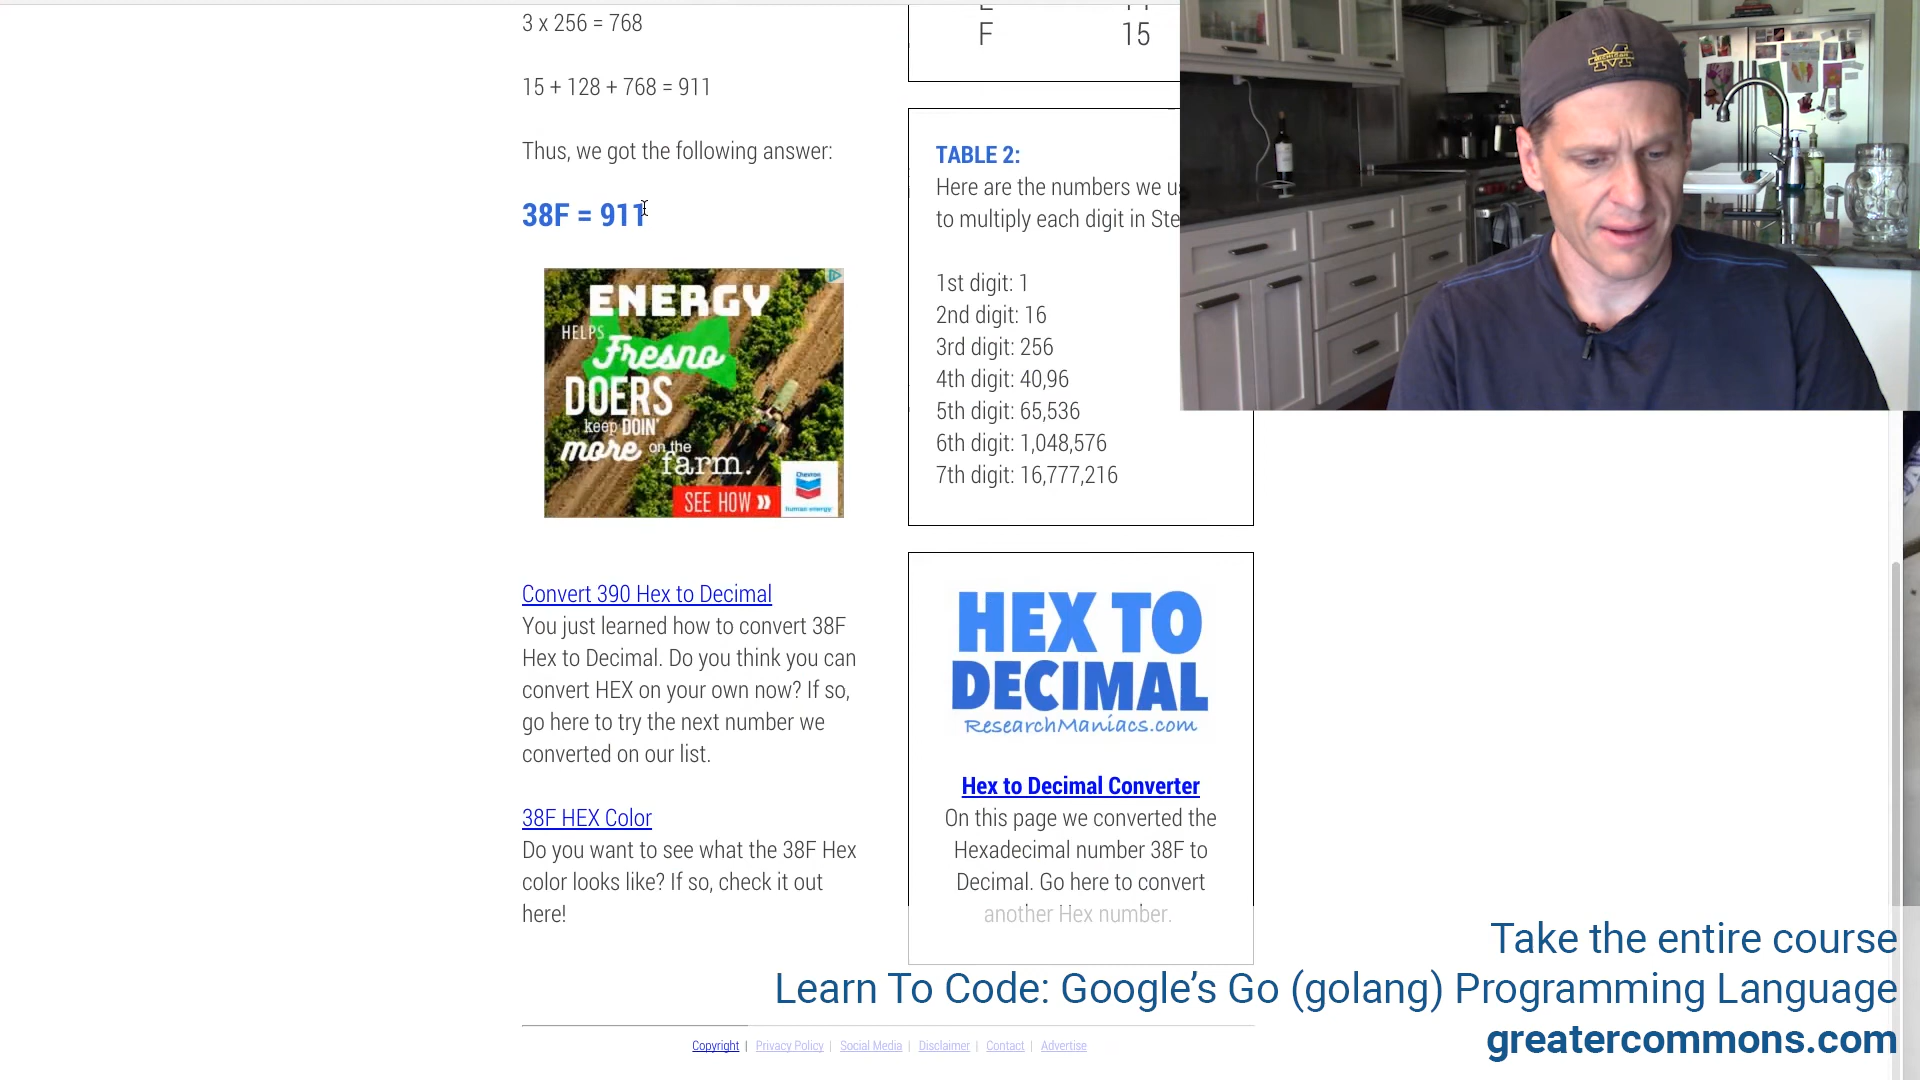 3 x 256 = 768
15 + 128 + 768 = 911
Thus, we got the following answer:
38F = 911
ENERGY
HELPS
Fresno
DOERS
keep DOIN'
more on the
farm.
SEE HOW »
Chevron
human energy
Convert 390 Hex to Decimal
You just learned how to convert 38F
Hex to Decimal. Do you think you can
convert HEX on your own now? If so,
go here to try the next number we
converted on our list.
38F HEX Color
Do you want to see what the 38F Hex
color looks like? If so, check it out
here!
F 15
TABLE 2:
Here are the numbers we
to multiply each digit in
1st digit: 1
2nd digit: 16
3rd digit: 256
4th digit: 40,96
5th digit: 65,536
6th digit: 1,048,576
7th digit: 16,777,216
HEX TO
DECIMAL
ResearchManiacs.com
Hex to Decimal Converter
On this page we converted the
Hexadecimal number 38F to
Decimal. Go here to convert
another Hex number.
M
Take the entire course
Learn To Code: Google's Go (golang) Programming Language
greatercommons.com
Copyright | Privacy Policy | Social Media | Disclaimer | Contact | Advertise